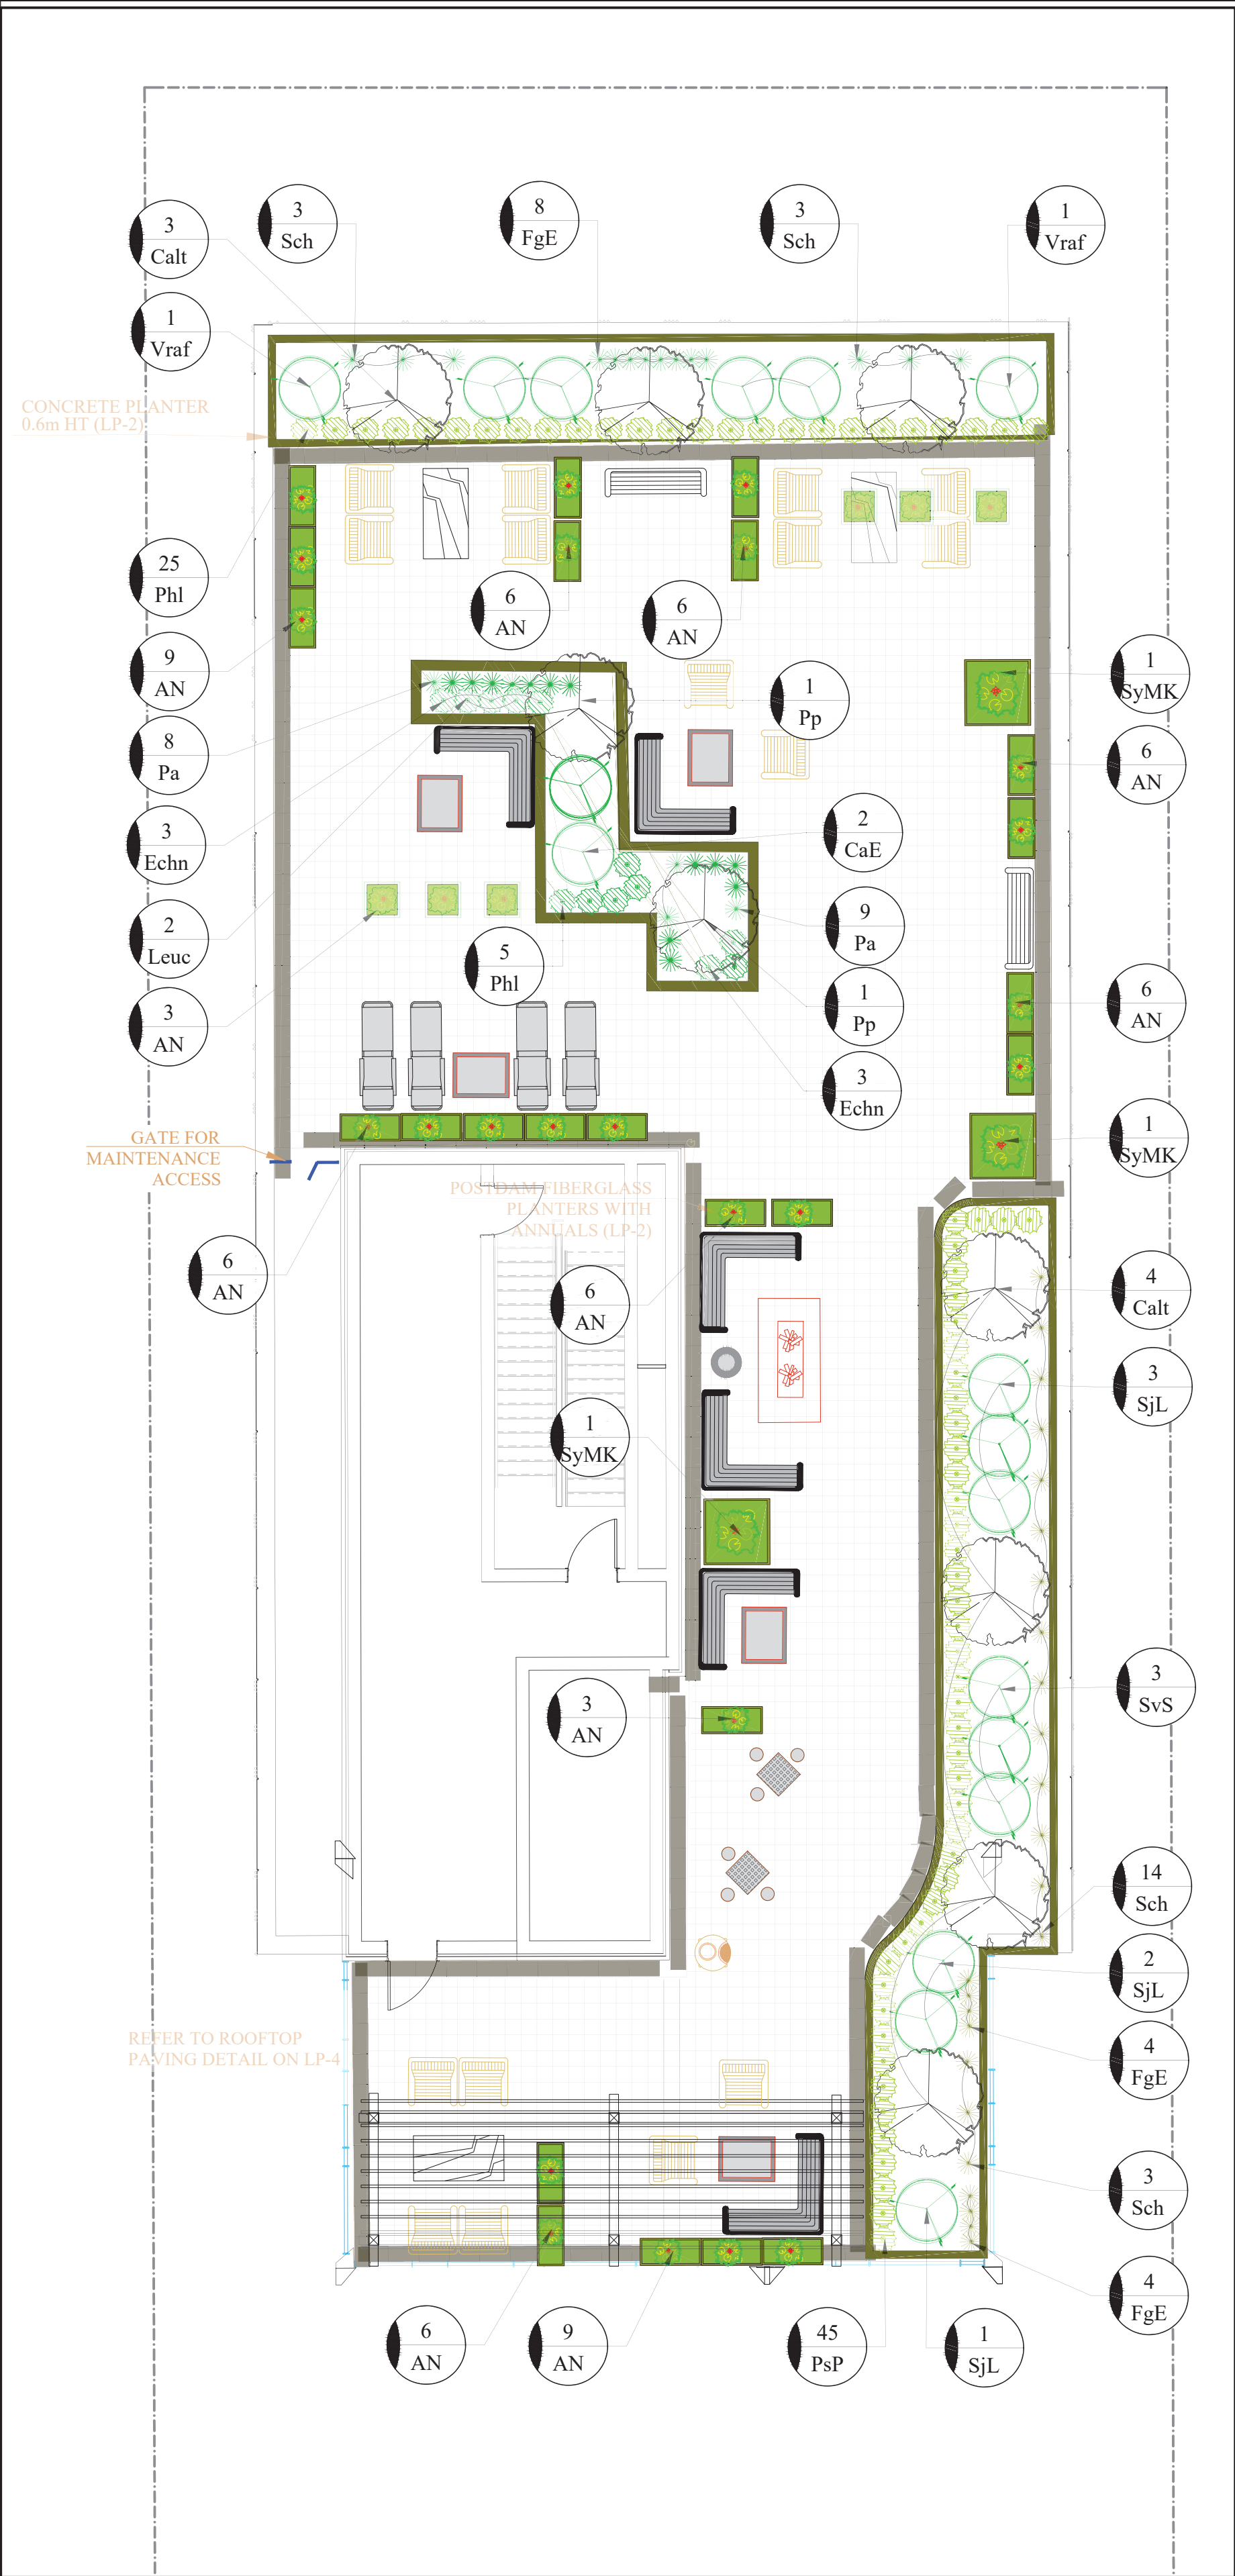 3
Sch
8
FgE
3
Sch
1
Vraf
3
Calt
1
Vraf
CONCRETE PLANTER
0.6m HT (LP-2)
25
Phl
6
AN
6
AN
9
AN
1
SyMK
1
Pp
8
Pa
6
AN
3
Echn
2
CaE
2
Leuc
9
Pa
5
Phl
3
AN
1
Pp
6
AN
3
Echn
GATE FOR
MAINTENANCE
ACCESS
1
SyMK
POSTDAM FIBERGLASS
PLANTERS WITH
ANNUALS (LP-2)
6
AN
6
AN
4
Calt
3
SjL
1
SyMK
3
SvS
3
AN
14
Sch
2
SjL
REFER TO ROOFTOP
PAVING DETAIL ON LP-4
4
FgE
3
Sch
4
FgE
6
AN
9
AN
45
PsP
1
SjL